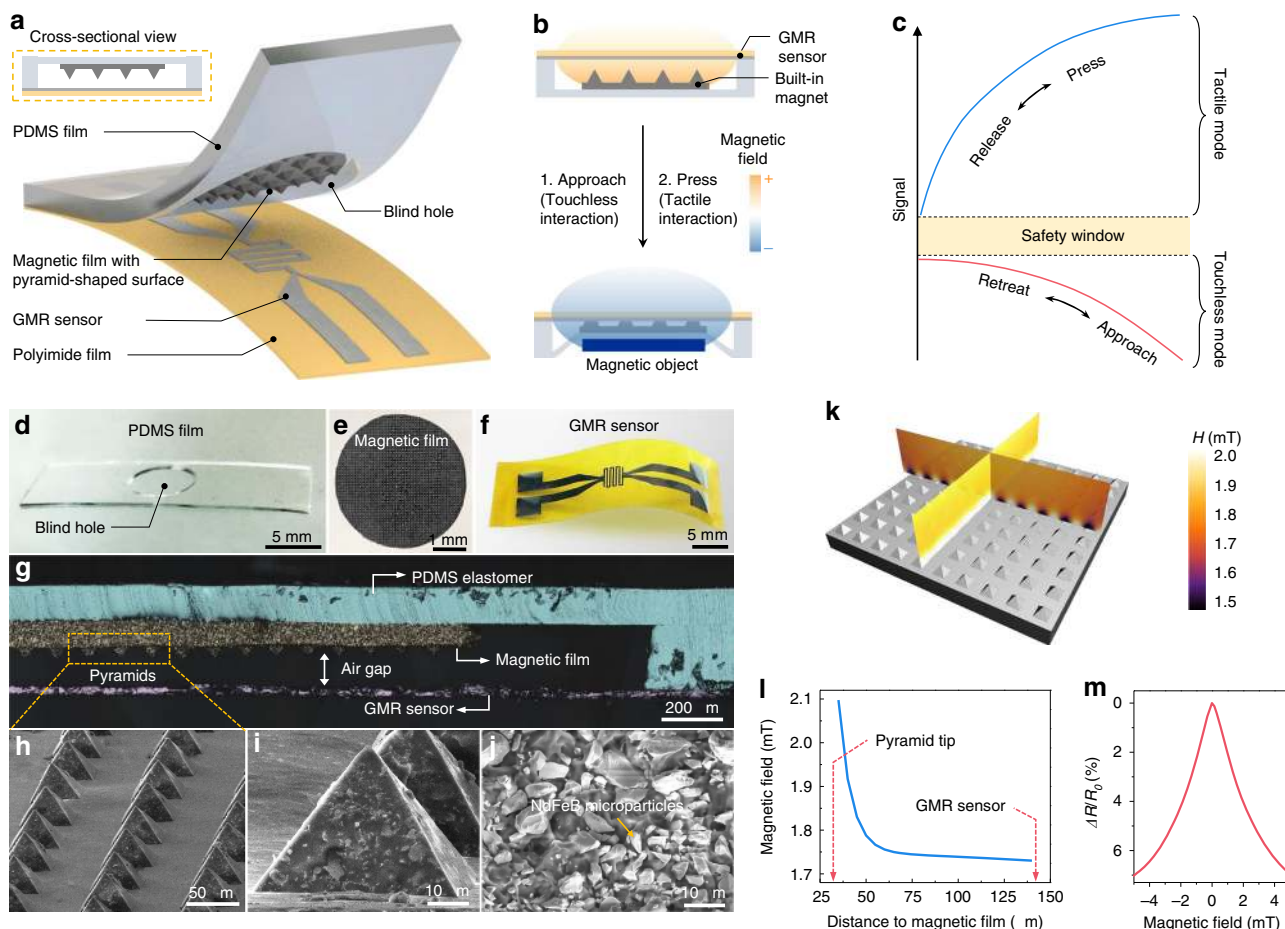 a
Cross-sectional view
PDMS film
Blind hole
Magnetic film with
pyramid-shaped surface
GMR sensor
Polyimide film
b
GMR
sensor
Built-in
magnet
Magnetic
field
+
–
1. Approach
(Touchless
interaction)
2. Press
(Tactile
interaction)
Magnetic object
c
Signal
Press
Release
Tactile mode
Safety window
Retreat
Approach
Touchless mode
d
PDMS film
Blind hole
5 mm
e
Magnetic film
1 mm
f
GMR sensor
5 mm
g
PDMS elastomer
Magnetic film
Air gap
Pyramids
GMR sensor
200 m
h
50 m
i
10 m
j
NdFeB microparticles
10 m
k
H (mT)
2.0
1.9
1.8
1.7
1.6
1.5
l
Magnetic field (mT)
2.1
2.0
1.9
1.8
1.7
Pyramid tip
GMR sensor
25 50 75 100 125 150
Distance to magnetic film ( m)
m
ΔR/R0 (%)
0
2
4
6
–4 –2 0 2 4
Magnetic field (mT)